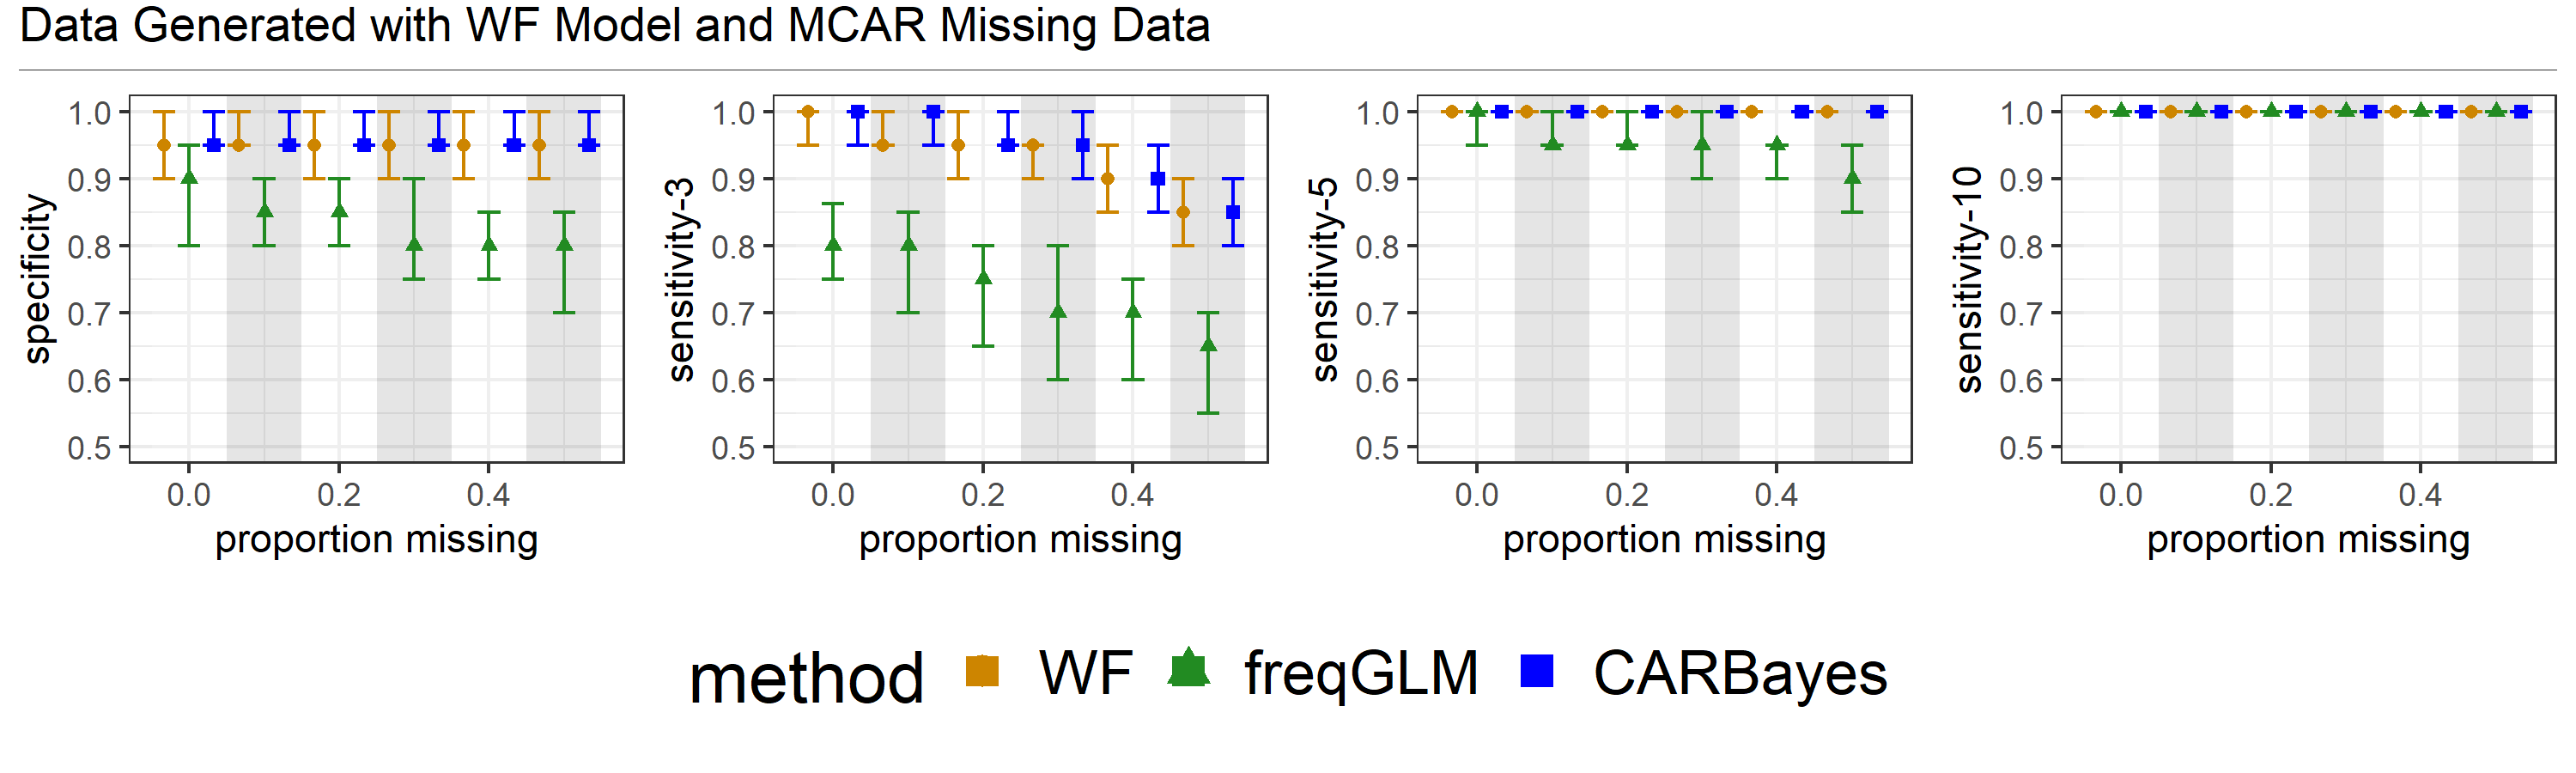 Data Generated with WF Model and MCAR Missing Data
specificity
1.0
0.9
0.8
0.7
0.6
0.5
0.0 0.2 0.4
proportion missing
sensitivity-3
1.0
0.9
0.8
0.7
0.6
0.5
0.0 0.2 0.4
proportion missing
sensitivity-5
1.0
0.9
0.8
0.7
0.6
0.5
0.0 0.2 0.4
proportion missing
sensitivity-10
1.0
0.9
0.8
0.7
0.6
0.5
0.0 0.2 0.4
proportion missing
method WF freqGLM CARBayes